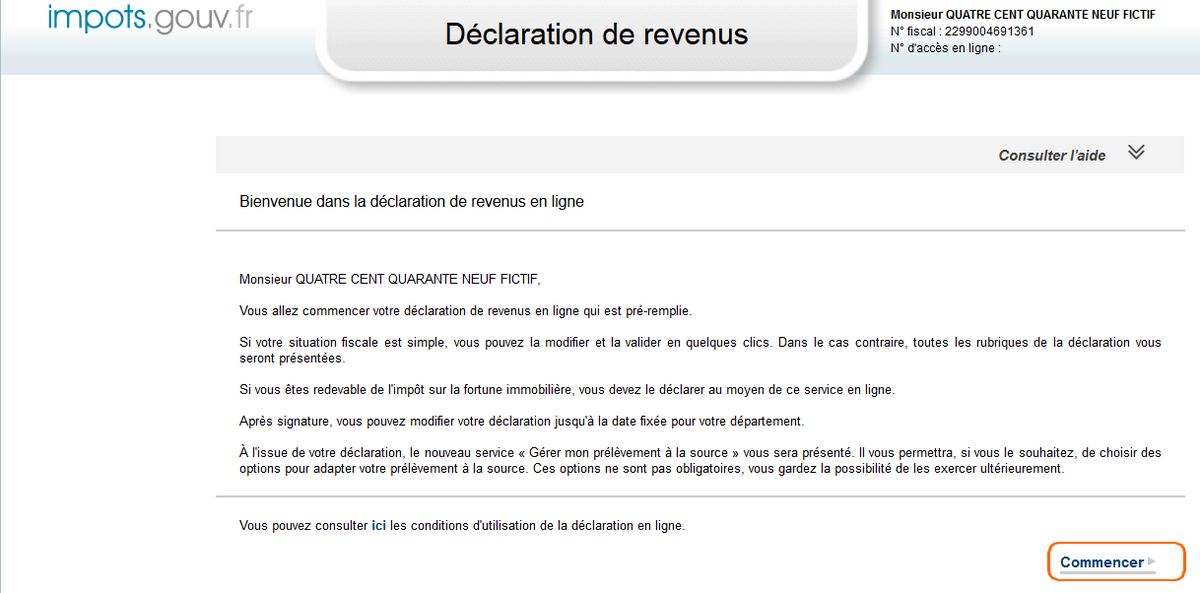 impots.gouv.fr
Déclaration de revenus
Monsieur QUATRE CENT QUARANTE NEUF FICTIF
N° fiscal : 2299004691361
N° d'accès en ligne :
Consulter l'aide
Bienvenue dans la déclaration de revenus en ligne
Monsieur QUATRE CENT QUARANTE NEUF FICTIF,
Vous allez commencer votre déclaration de revenus en ligne qui est pré-remplie.
Si votre situation fiscale est simple, vous pouvez la modifier et la valider en quelques clics. Dans le cas contraire, toutes les rubriques de la déclaration vous
seront présentées.
Si vous êtes redevable de l'impôt sur la fortune immobilière, vous devez le déclarer au moyen de ce service en ligne.
Après signature, vous pouvez modifier votre déclaration jusqu'à la date fixée pour votre département.
À l'issue de votre déclaration, le nouveau service « Gérer mon prélèvement à la source » vous sera présenté. Il vous permettra, si vous le souhaitez, de choisir des
options pour adapter votre prélèvement à la source. Ces options ne sont pas obligatoires, vous gardez la possibilité de les exercer ultérieurement.
Vous pouvez consulter ici les conditions d'utilisation de la déclaration en ligne.
Commencer